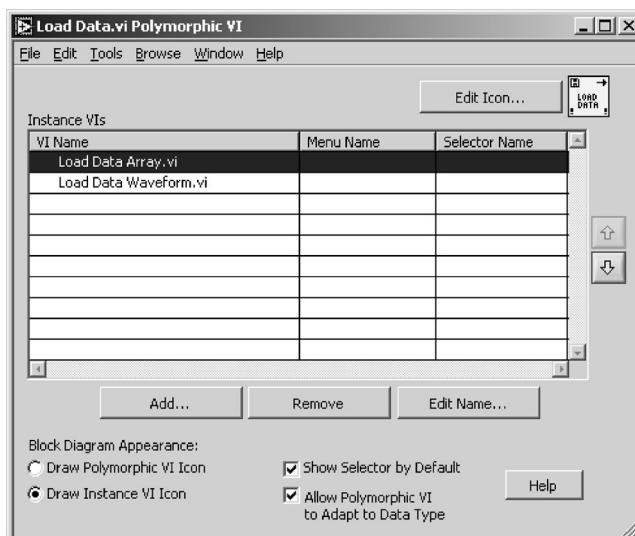 Load Data.vi Polymorphic VI
File Edit Tools Browse Window Help
Edit Icon...
LOAD
DATA
Instance VIs
VI Name Menu Name Selector Name
Load Data Array.vi
Load Data Waveform.vi
Add... Remove Edit Name...
Block Diagram Appearance:
Draw Polymorphic VI Icon
Draw Instance VI Icon
Show Selector by Default
Allow Polymorphic VI
to Adapt to Data Type
Help